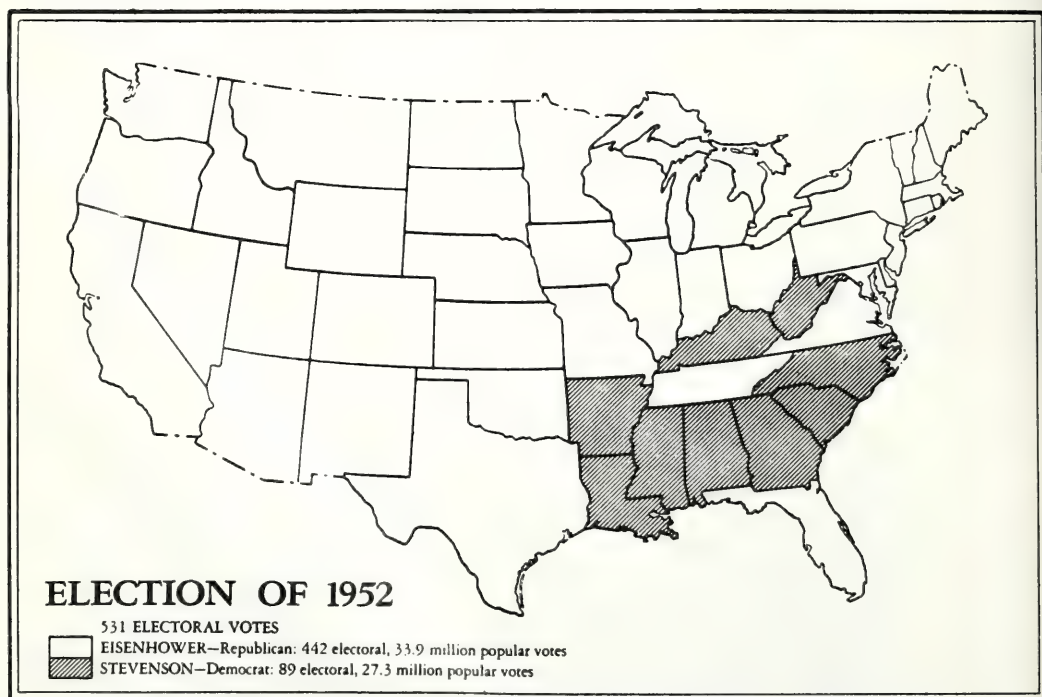 ELECTION OF 1952
531 ELECTORAL VOTES
EISENHOWER—Republican: 442 electoral, 33.9 million popular votes
STEVENSON—Democrat: 89 electoral, 27.3 million popular votes